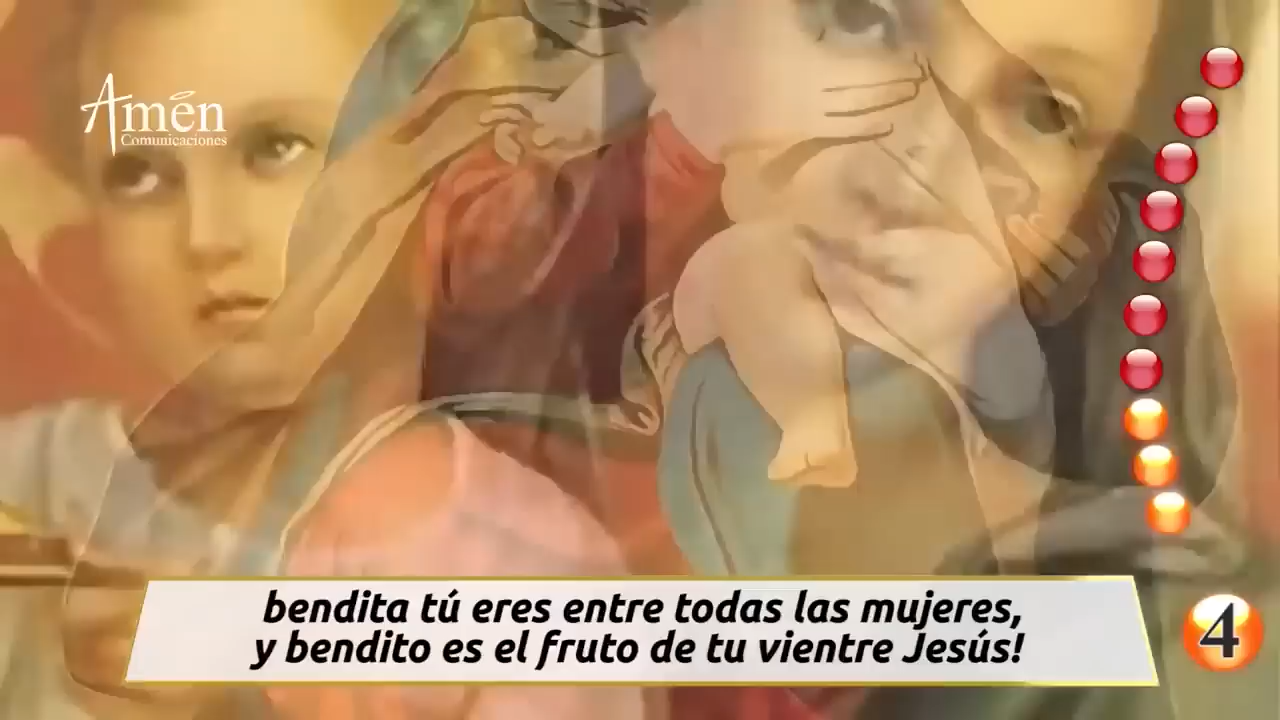 Amén
Comunicaciones
bendita tú eres entre todas las mujeres,
y bendito es el fruto de tu vientre Jesús!
4